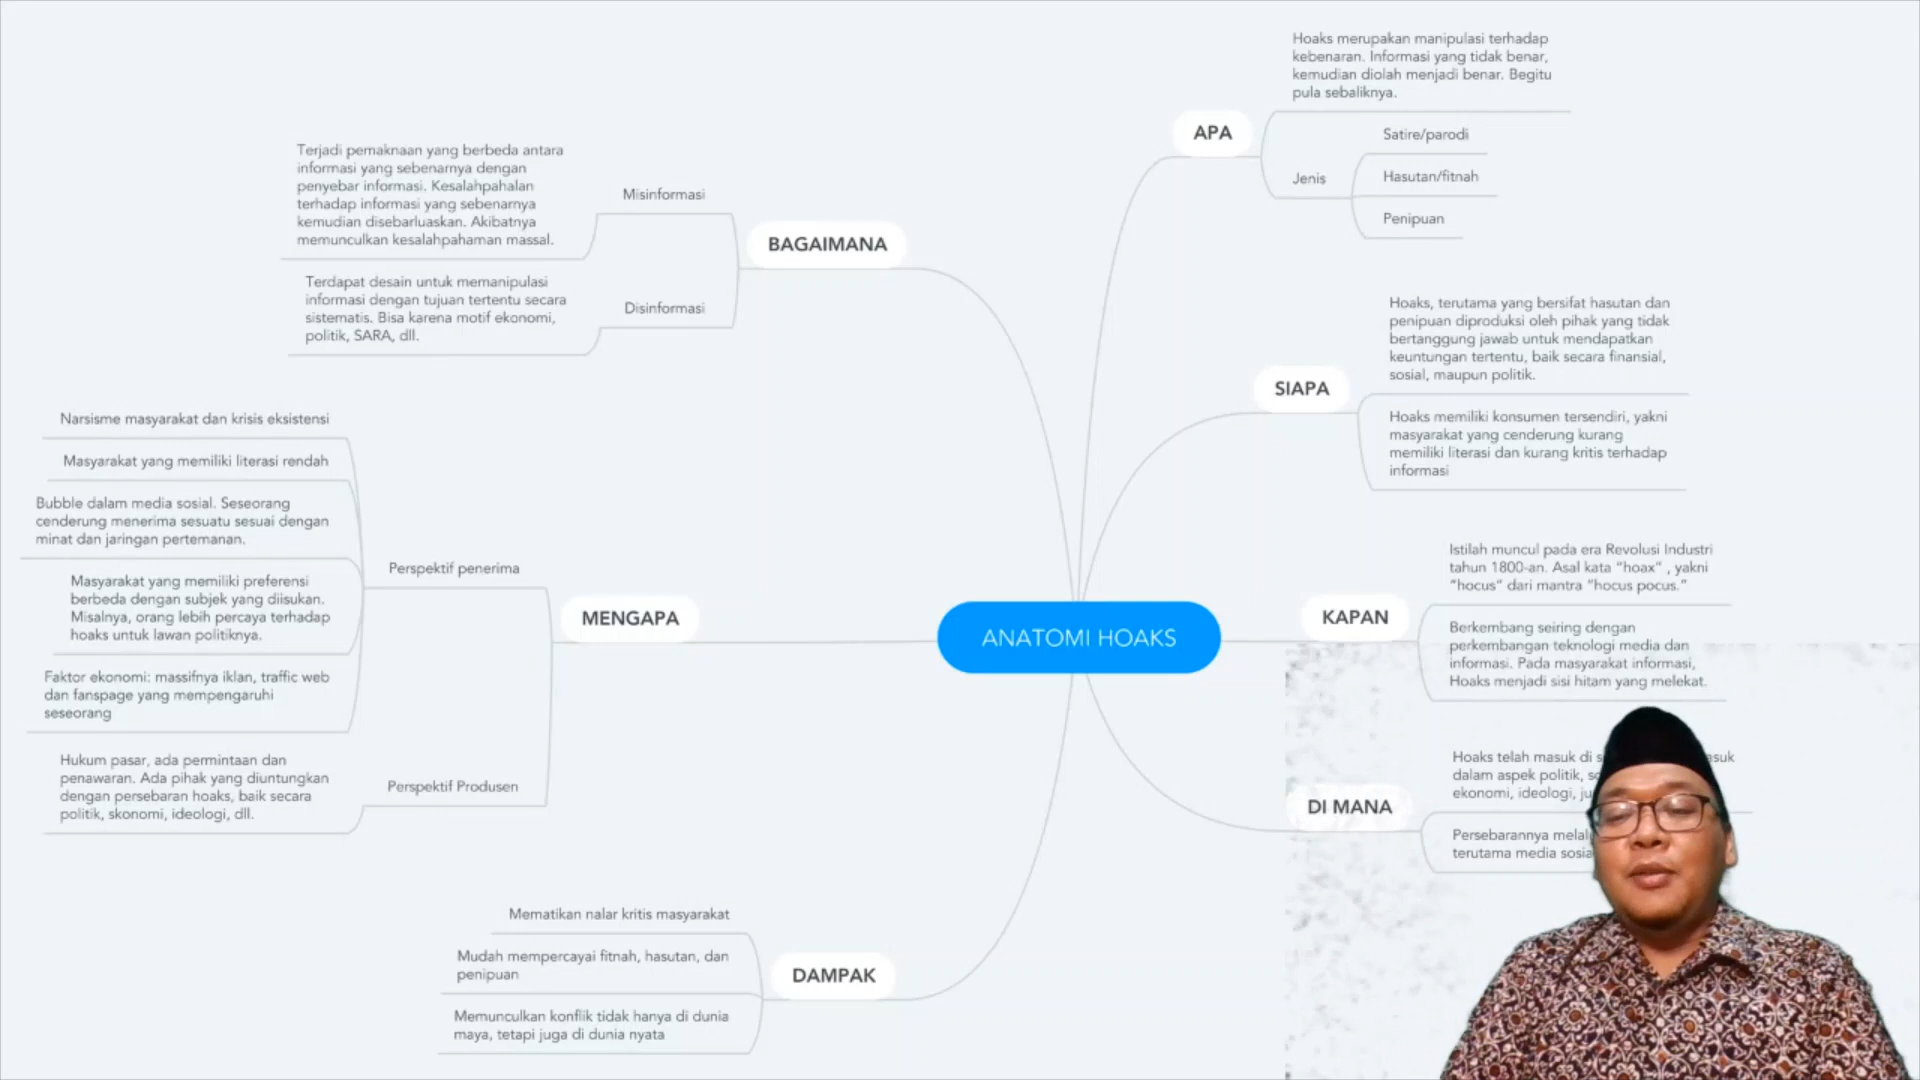 ANATOMI HOAKS
APA
Hoaks merupakan manipulasi terhadap
kebenaran. Informasi yang tidak benar,
kemudian diolah menjadi benar. Begitu
pula sebaliknya.
Jenis
Satire/parodi
Hasutan/fitnah
Penipuan
SIAPA
Hoaks, terutama yang bersifat hasutan dan
penipuan diproduksi oleh pihak yang tidak
bertanggung jawab untuk mendapatkan
keuntungan tertentu, baik secara finansial,
sosial, maupun politik.
Hoaks memiliki konsumen tersendiri, yakni
masyarakat yang cenderung kurang
memiliki literasi dan kurang kritis terhadap
informasi
KAPAN
Istilah muncul pada era Revolusi Industri
tahun 1800-an. Asal kata “hoax” , yakni
“hocus” dari mantra “hocus pocus.”
Berkembang seiring dengan
perkembangan teknologi media dan
informasi. Pada masyarakat informasi,
Hoaks menjadi sisi hitam yang melekat.
DI MANA
Hoaks telah masuk di
dalam aspek politik,
ekonomi, ideologi,
Persebarannya
terutama media
BAGAIMANA
Misinformasi
Terjadi pemaknaan yang berbeda antara
informasi yang sebenarnya dengan
penyebar informasi. Kesalahpahalan
terhadap informasi yang sebenarnya
kemudian disebarluaskan. Akibatnya
memunculkan kesalahpahaman massal.
Disinformasi
Terdapat desain untuk memanipulasi
informasi dengan tujuan tertentu secara
sistematis. Bisa karena motif ekonomi,
politik, SARA, dll.
MENGAPA
Perspektif penerima
Narsisme masyarakat dan krisis eksistensi
Masyarakat yang memiliki literasi rendah
Bubble dalam media sosial. Seseorang
cenderung menerima sesuatu sesuai dengan
minat dan jaringan pertemanan.
Masyarakat yang memiliki preferensi
berbeda dengan subjek yang diisukan.
Misalnya, orang lebih percaya terhadap
hoaks untuk lawan politiknya.
Faktor ekonomi: massifnya iklan, traffic web
dan fanspage yang mempengaruhi
seseorang
Perspektif Produsen
Hukum pasar, ada permintaan dan
penawaran. Ada pihak yang diuntungkan
dengan persebaran hoaks, baik secara
politik, skonomi, ideologi, dll.
DAMPAK
Mematikan nalar kritis masyarakat
Mudah mempercayai fitnah, hasutan, dan
penipuan
Memunculkan konflik tidak hanya di dunia
maya, tetapi juga di dunia nyata